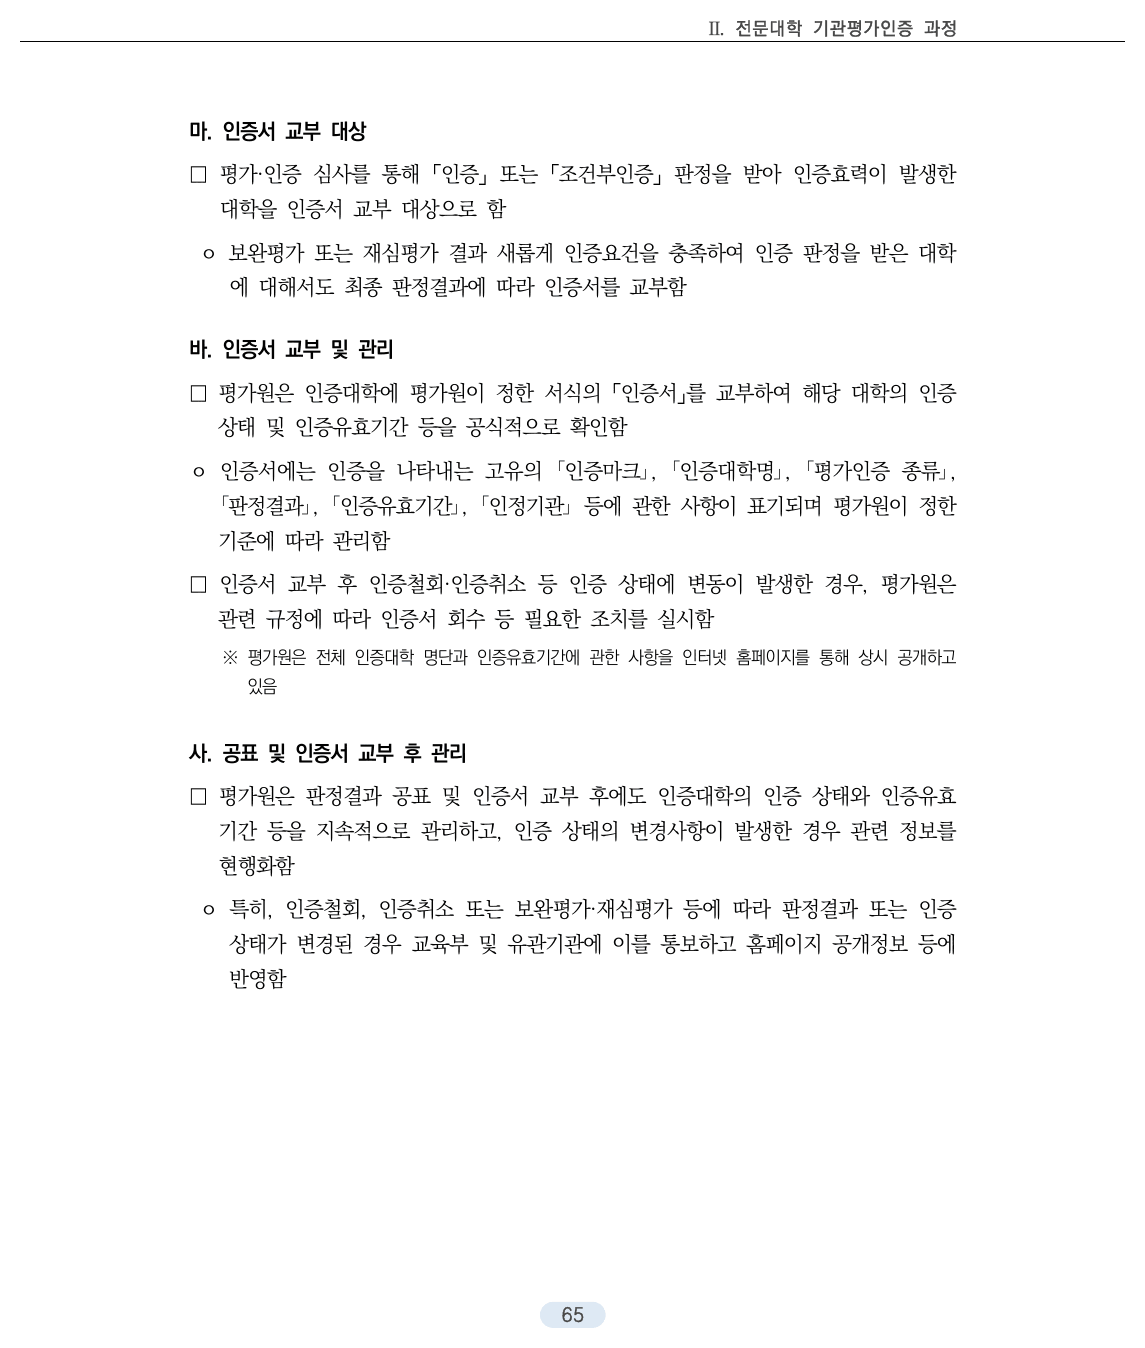 Ⅱ. 전문대학 기관평가인증 과정
마. 인증서 교부 대상
□ 평가·인증 심사를 통해 「인증」 또는 「조건부인증」 판정을 받아 인증효력이 발생한
대학을 인증서 교부 대상으로 함
ㅇ 보완평가 또는 재심평가 결과 새롭게 인증요건을 충족하여 인증 판정을 받은 대학
에 대해서도 최종 판정결과에 따라 인증서를 교부함
바. 인증서 교부 및 관리
□ 평가원은 인증대학에 평가원이 정한 서식의 「인증서」를 교부하여 해당 대학의 인증
상태 및 인증유효기간 등을 공식적으로 확인함
ㅇ 인증서에는 인증을 나타내는 고유의 「인증마크」, 「인증대학명」, 「평가인증 종류」,
「판정결과」, 「인증유효기간」, 「인정기관」 등에 관한 사항이 표기되며 평가원이 정한
기준에 따라 관리함
□ 인증서 교부 후 인증철회·인증취소 등 인증 상태에 변동이 발생한 경우, 평가원은
관련 규정에 따라 인증서 회수 등 필요한 조치를 실시함
※ 평가원은 전체 인증대학 명단과 인증유효기간에 관한 사항을 인터넷 홈페이지를 통해 상시 공개하고
있음
사. 공표 및 인증서 교부 후 관리
□ 평가원은 판정결과 공표 및 인증서 교부 후에도 인증대학의 인증 상태와 인증유효
기간 등을 지속적으로 관리하고, 인증 상태의 변경사항이 발생한 경우 관련 정보를
현행화함
ㅇ 특히, 인증철회, 인증취소 또는 보완평가·재심평가 등에 따라 판정결과 또는 인증
상태가 변경된 경우 교육부 및 유관기관에 이를 통보하고 홈페이지 공개정보 등에
반영함
65